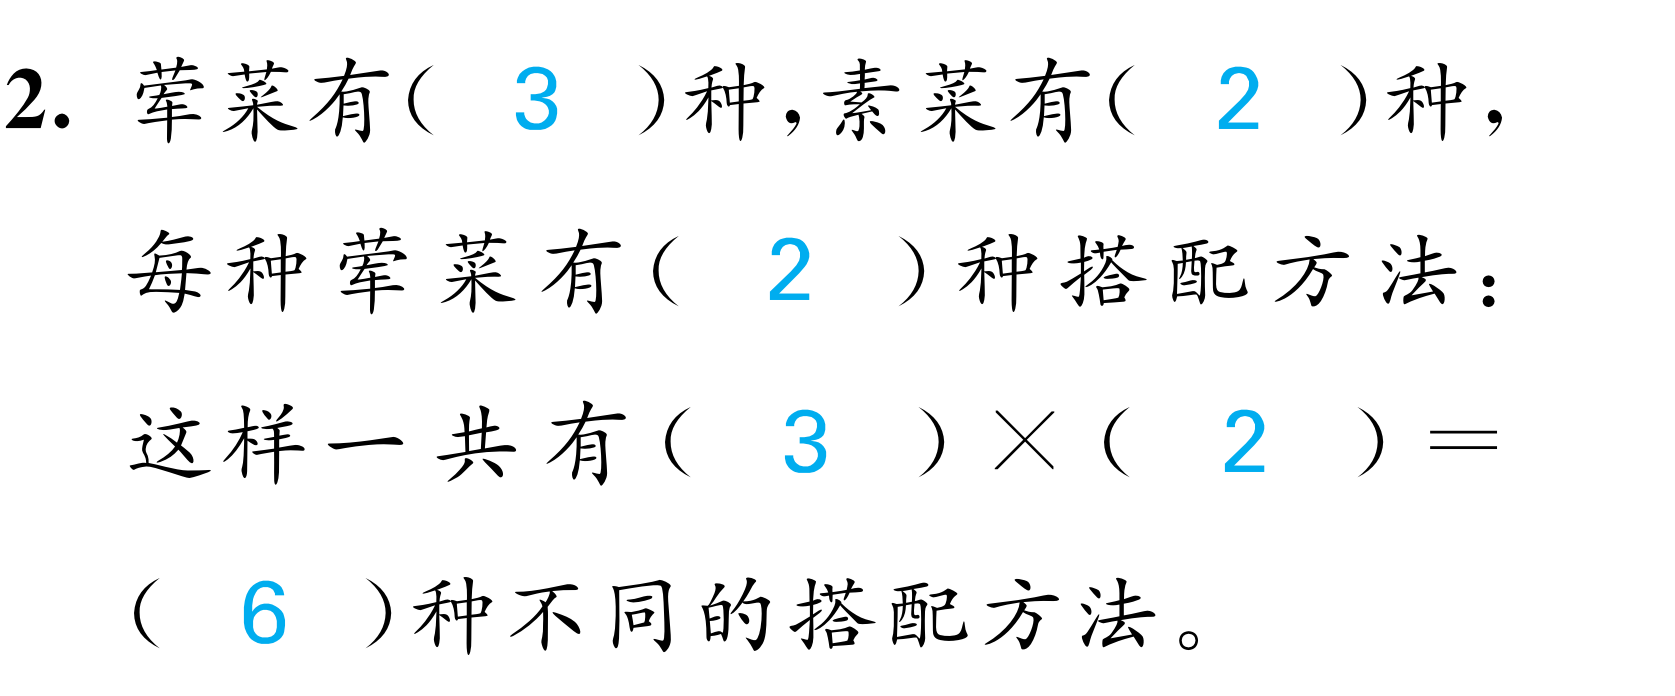 2. 荤菜有( 3 )种,素菜有( 2 )种,
每种荤菜有( 2 )种搭配方法:
这样一共有( 3 )×( 2 )=
( 6 )种不同的搭配方法。